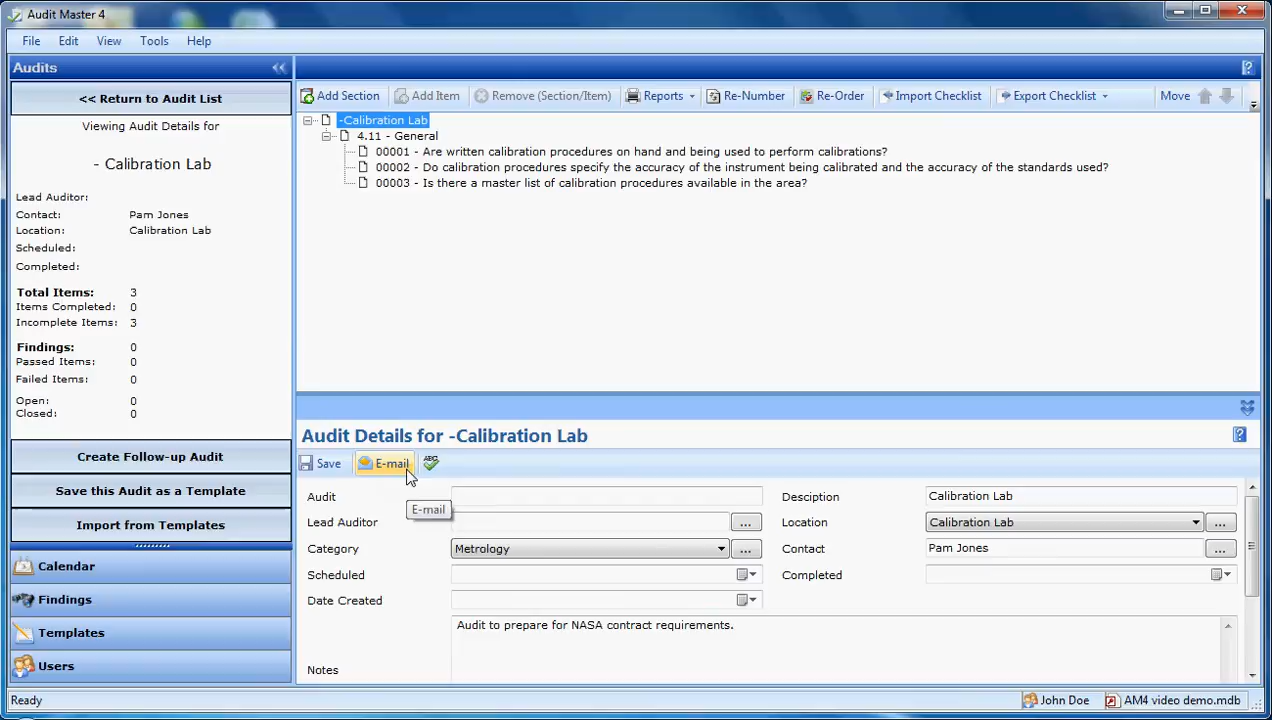 Audit Master 4
File Edit View Tools Help
Audits
<< Return to Audit List
Viewing Audit Details for
- Calibration Lab
Lead Auditor:
Contact: Pam Jones
Location: Calibration Lab
Scheduled:
Completed:
Total Items: 3
Items Completed: 0
Incomplete Items: 3
Findings: 0
Passed Items: 0
Failed Items: 0
Open: 0
Closed: 0
Create Follow-up Audit
Save this Audit as a Template
Import from Templates
Calendar
Findings
Templates
Users
Add Section Add Item Remove (Section/Item) Reports Re-Number Re-Order Import Checklist Export Checklist Move
-Calibration Lab
4.11 - General
00001 - Are written calibration procedures on hand and being used to perform calibrations?
00002 - Do calibration procedures specify the accuracy of the instrument being calibrated and the accuracy of the standards used?
00003 - Is there a master list of calibration procedures available in the area?
Audit Details for -Calibration Lab
Save E-mail ABC
E-mail
Audit Desciption Calibration Lab
Lead Auditor ... Location Calibration Lab ...
Category Metrology ... Contact Pam Jones ...
Scheduled Completed
Date Created
Audit to prepare for NASA contract requirements.
Notes
Ready John Doe AM4 video demo.mdb